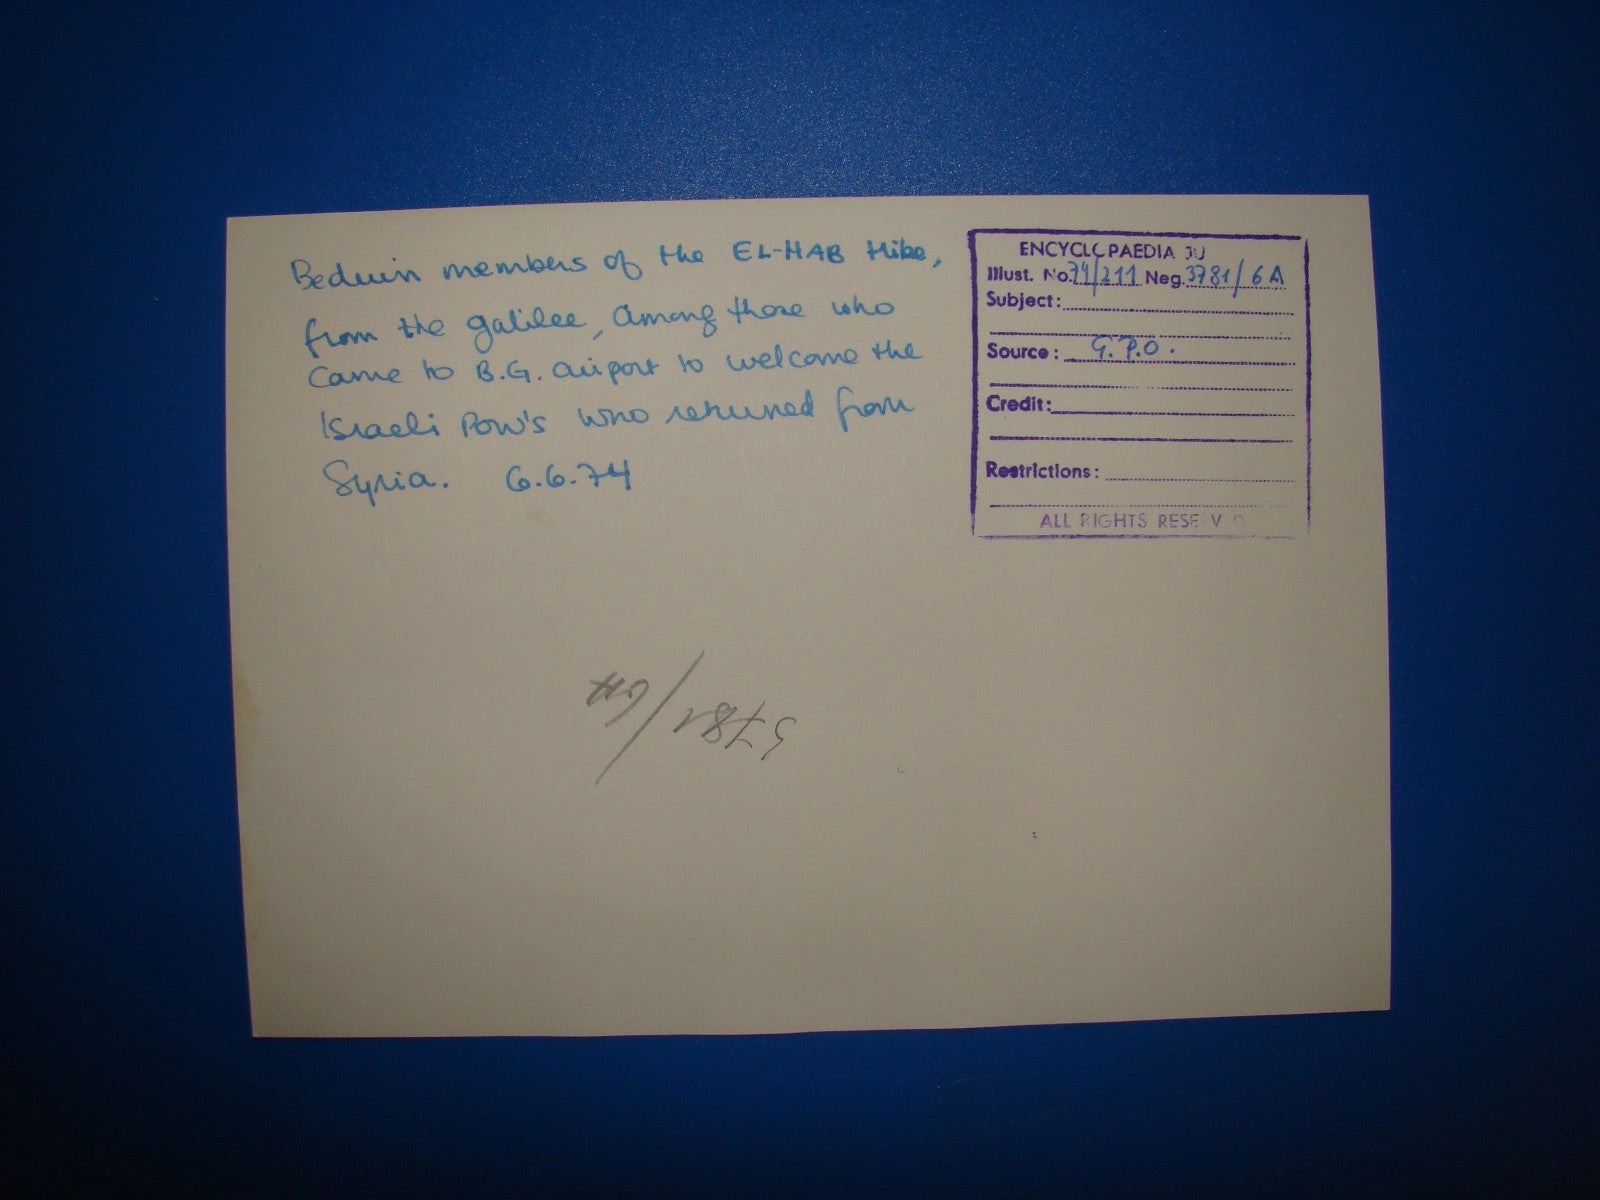 Beduin members of the EL-HAB tribe,
from the galilee, among those who
came to B.G. airport to welcome the
Israeli POW's who returned from
Syria. 6.6.74
ENCYCLOPAEDIA JU
Illust. No. 74/211 Neg. 3781/6A
Subject:
Source: G.P.O.
Credit:
Restrictions:
ALL RIGHTS RESERV D